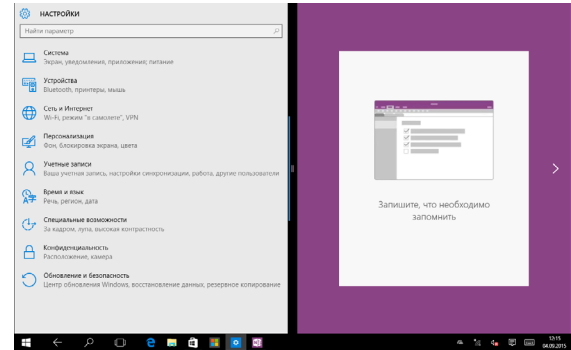 НАСТРОЙКИ
Найти параметр
Система
Экран, уведомления, приложения, питание
Устройства
Bluetooth, принтеры, мышь
Сеть и Интернет
Wi-Fi, режим "в самолете", VPN
Персонализация
Фон, блокировка экрана, цвета
Учетные записи
Ваша учетная запись, настройки синхронизации, работа, другие пользователи
Время и язык
Речь, регион, дата
Специальные возможности
За кадром, лупа, высокая контрастность
Конфиденциальность
Расположение, камера
Обновление и безопасность
Центр обновления Windows, восстановление данных, резервное копирование
Запишите, что необходимо
запомнить
12:15
04.09.2015